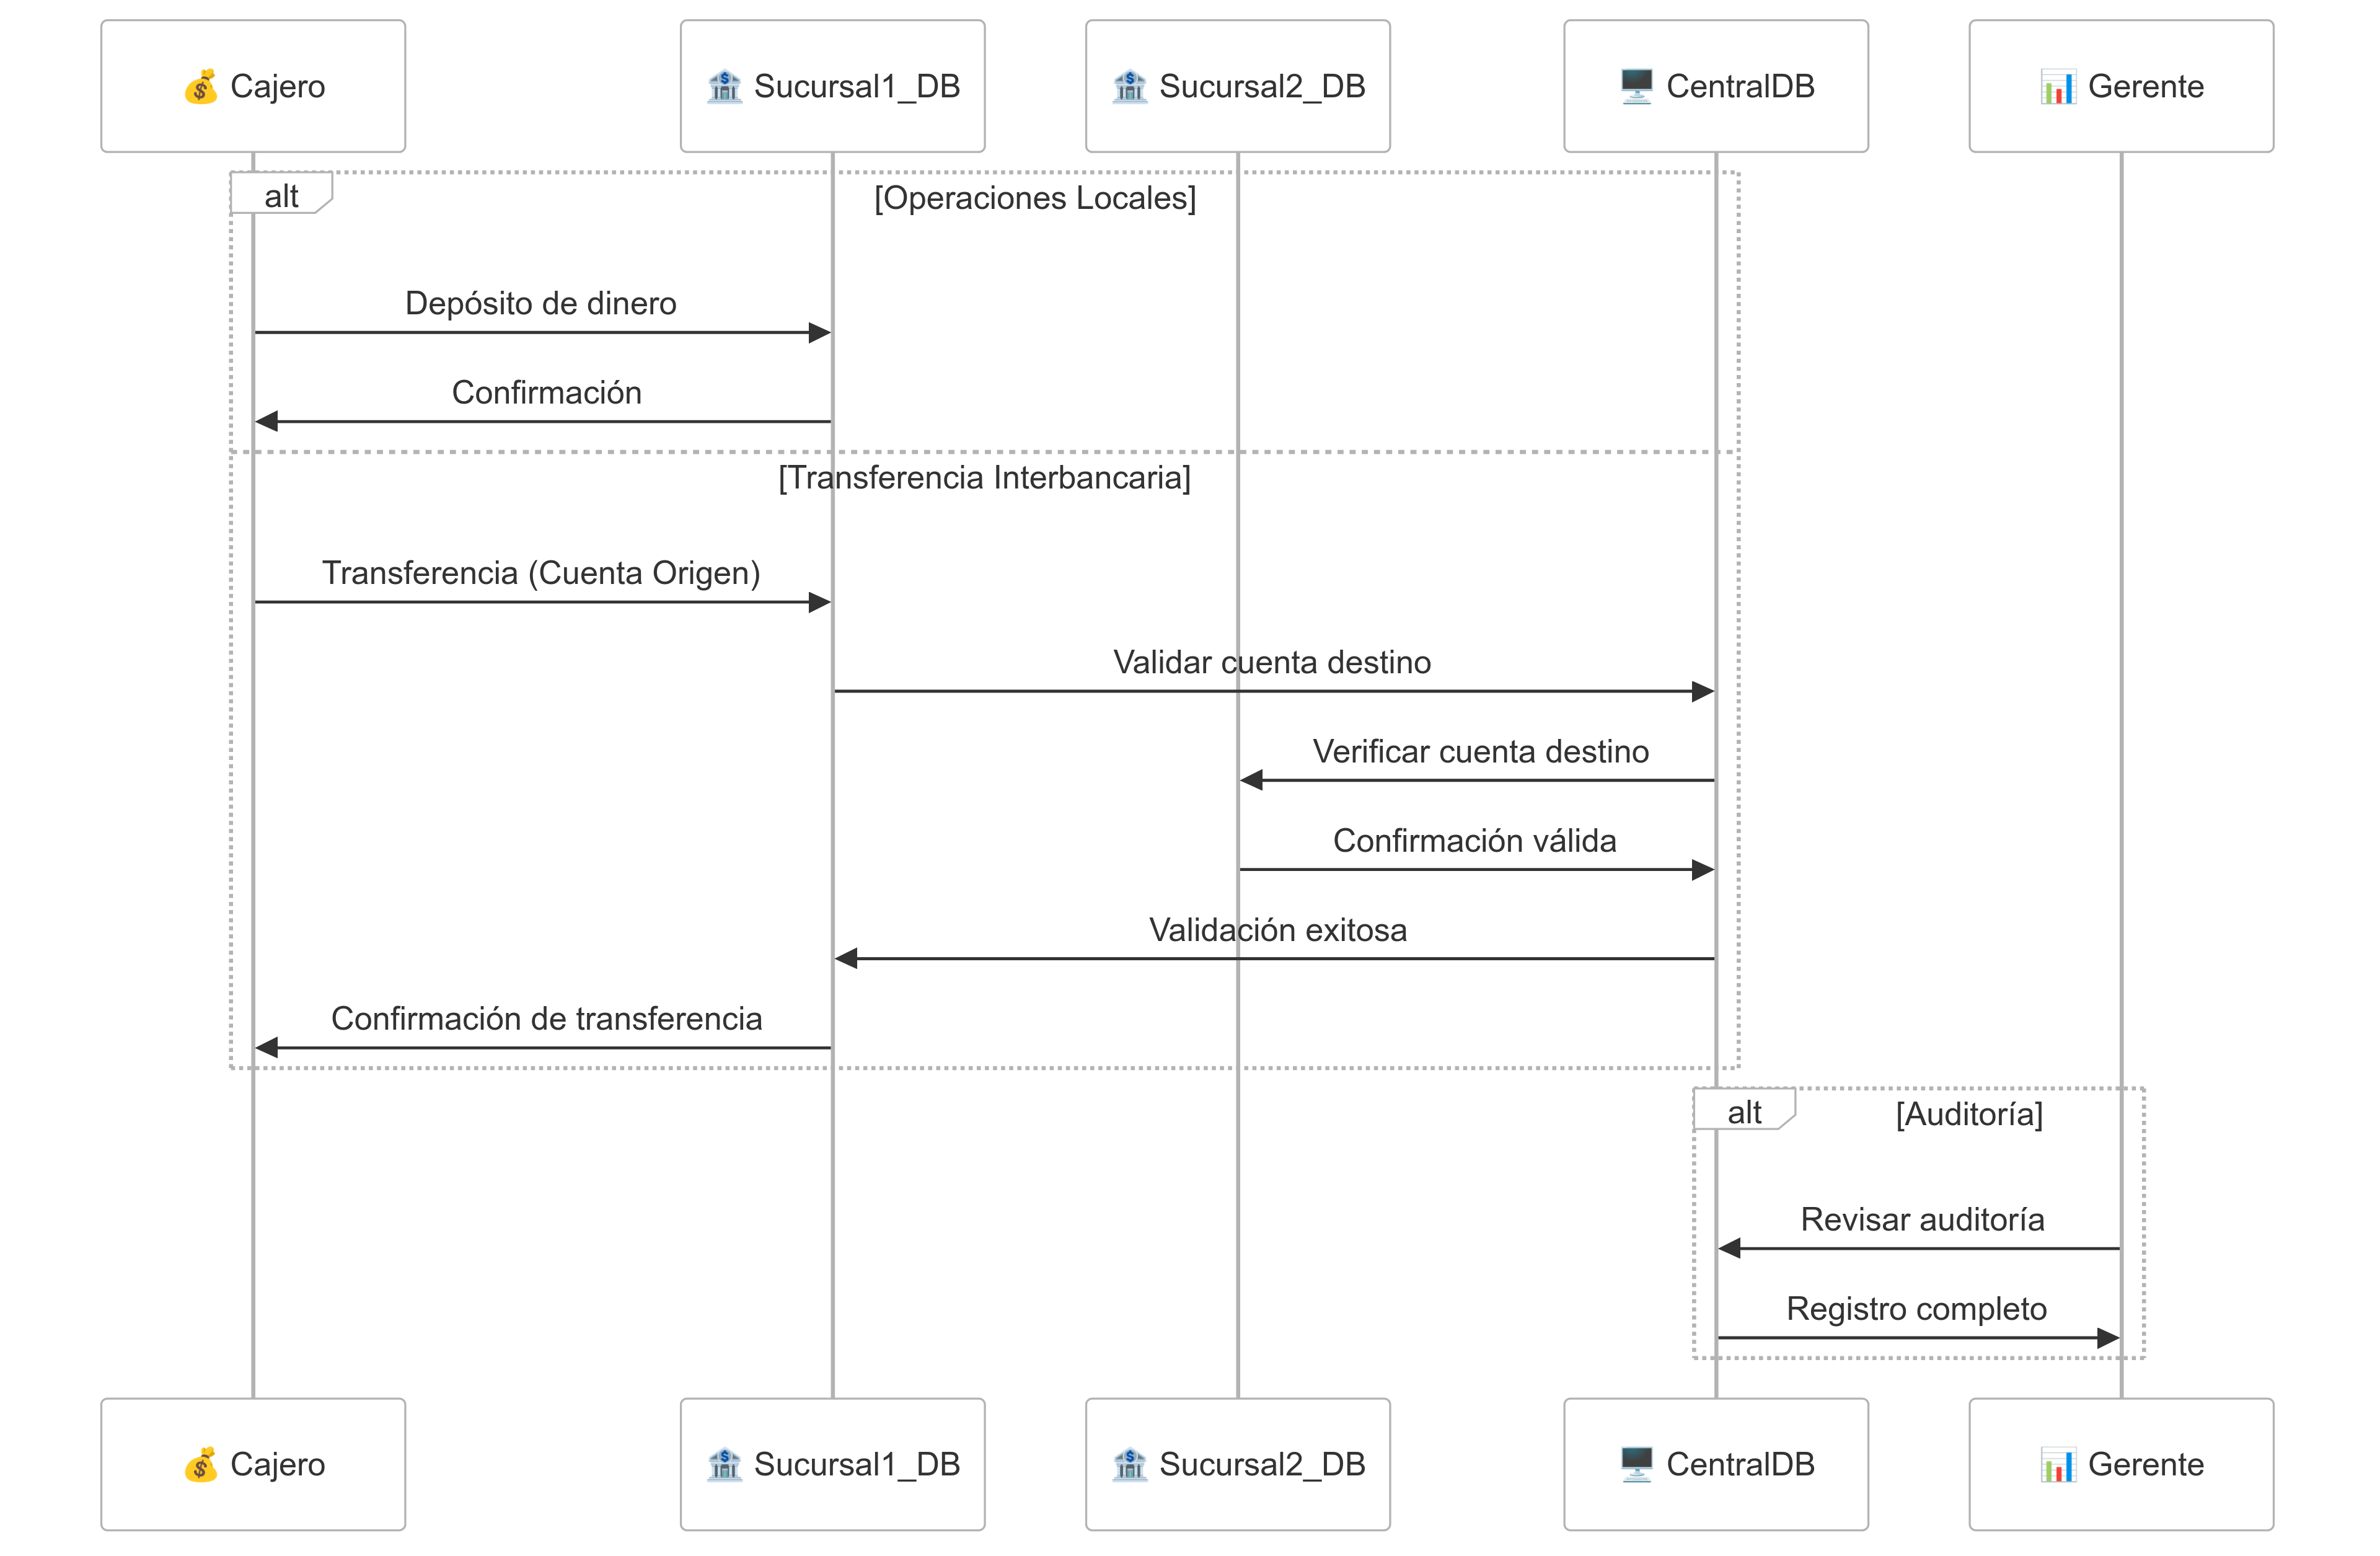 💰 Cajero
🏦 Sucursal1_DB
🏦 Sucursal2_DB
🖥️ CentralDB
📊 Gerente
alt
[Operaciones Locales]
Depósito de dinero
Confirmación
[Transferencia Interbancaria]
Transferencia (Cuenta Origen)
Validar cuenta destino
Verificar cuenta destino
Confirmación válida
Validación exitosa
Confirmación de transferencia
alt
[Auditoría]
Revisar auditoría
Registro completo
💰 Cajero
🏦 Sucursal1_DB
🏦 Sucursal2_DB
🖥️ CentralDB
📊 Gerente